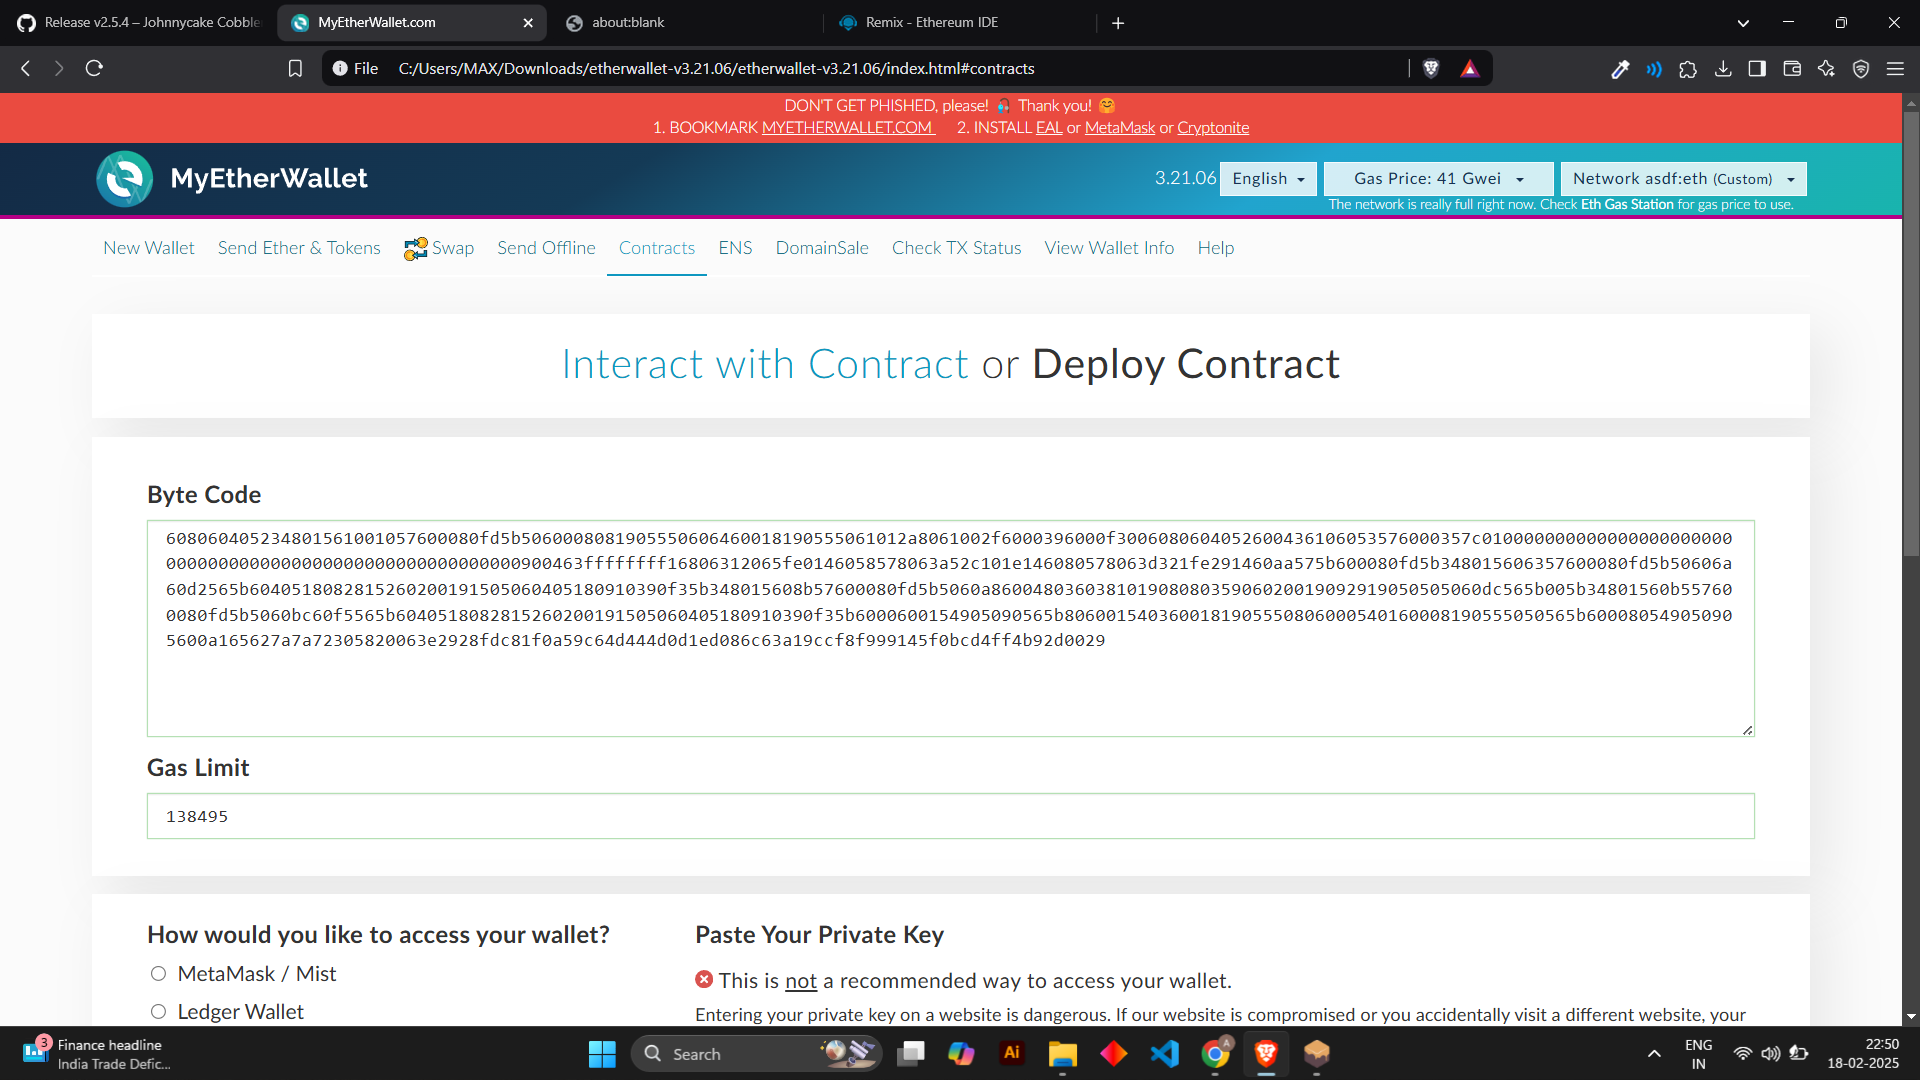 Release v2.5.4 – Johnnycake Cobble
MyEtherWallet.com
about:blank
Remix - Ethereum IDE
File
C:/Users/MAX/Downloads/etherwallet-v3.21.06/etherwallet-v3.21.06/index.html#contracts
DON'T GET PHISHED, please! 🎣 Thank you! 🤗
1. BOOKMARK MYETHERWALLET.COM 2. INSTALL EAL or MetaMask or Cryptonite
MyEtherWallet
3.21.06
English
Gas Price: 41 Gwei
Network asdf:eth (Custom)
The network is really full right now. Check Eth Gas Station for gas price to use.
New Wallet
Send Ether & Tokens
Swap
Send Offline
Contracts
ENS
DomainSale
Check TX Status
View Wallet Info
Help
Interact with Contract or Deploy Contract
Byte Code
608060405234801561001057600080fd5b506000808190555060646001819055506101 2a8061002f6000396000f3006080604052600436106053576000357c0100000000000000000000000
000000000000000000000000000000000900463ffffffff16806312065fe0146058578063a52c101e146080578063d321fe291460aa575b600080fd5b348015606357600080fd5b50606a
60d2565b6040518082815260200191505060405180910390f35b348015608b57600080fd5b5060a8600480360381019080803590602001909291905050505060dc565b005b34801560b55760
0080fd5b5060bc60f5565b6040518082815260200191505060405180910390f35b6000600154905090565b80600154036001819055508060005401600081905550505 65b60008054905090
5600a165627a7a72305820063e2928fdc81f0a59c64d444d0d1ed086c63a19ccf8f999145f0bcd4ff4b92d0029
Gas Limit
138495
How would you like to access your wallet?
MetaMask / Mist
Ledger Wallet
Paste Your Private Key
This is not a recommended way to access your wallet.
Entering your private key on a website is dangerous. If our website is compromised or you accidentally visit a different website, your
3
Finance headline
India Trade Defic...
Search
Ai
A
ENG
IN
22:50
18-02-2025